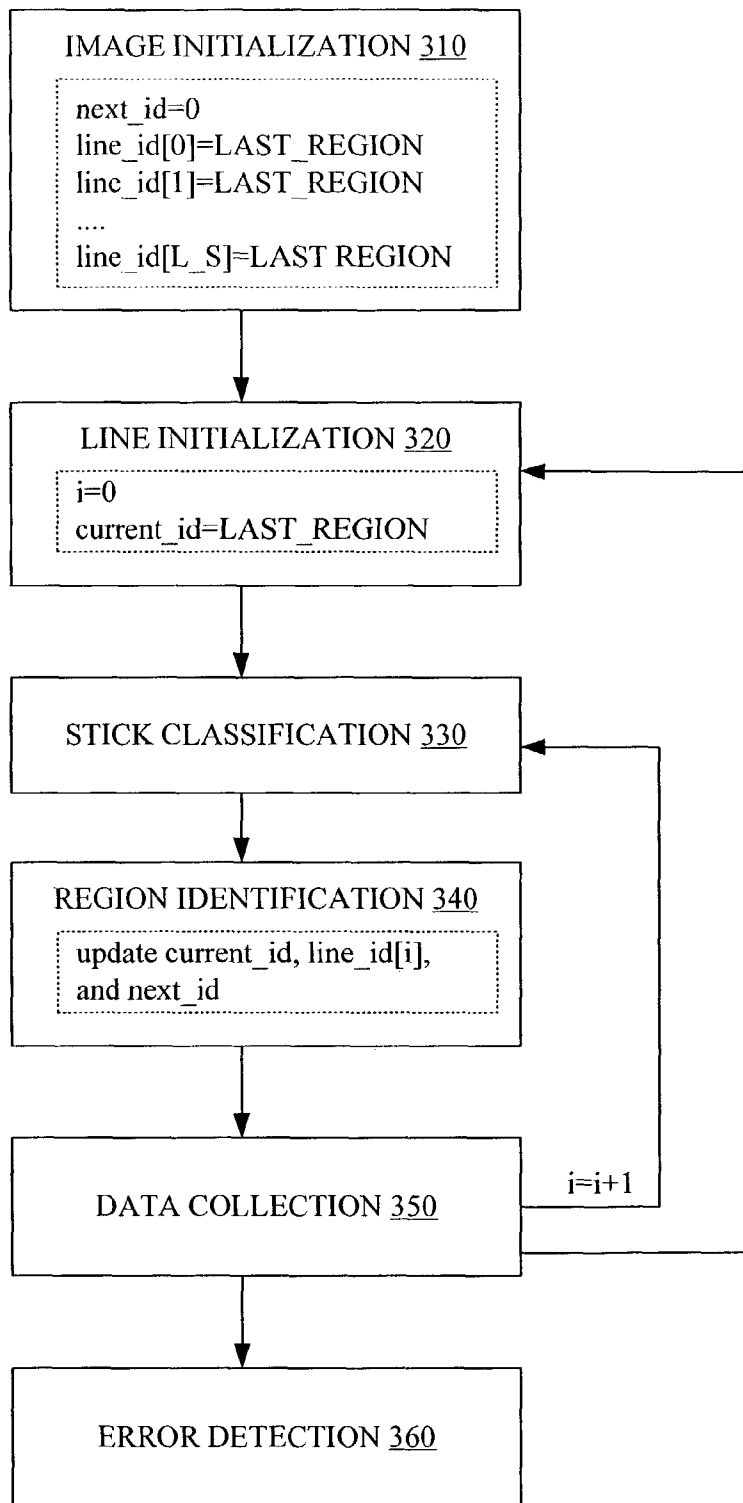 IMAGE INITIALIZATION 310
next_id=0
line_id[0]=LAST_REGION
line_id[1]=LAST_REGION
....
line_id[L_S]=LAST REGION
LINE INITIALIZATION 320
i=0
current_id=LAST_REGION
STICK CLASSIFICATION 330
REGION IDENTIFICATION 340
update current_id, line_id[i],
and next_id
DATA COLLECTION 350
i=i+1
ERROR DETECTION 360